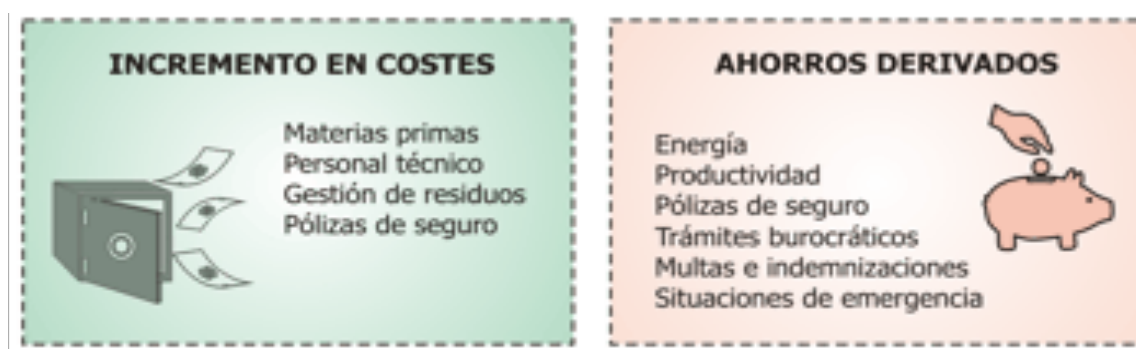 INCREMENTO EN COSTES
Materias primas
Personal técnico
Gestión de residuos
Pólizas de seguro
AHORROS DERIVADOS
Energía
Productividad
Pólizas de seguro
Trámites burocráticos
Multas e indemnizaciones
Situaciones de emergencia